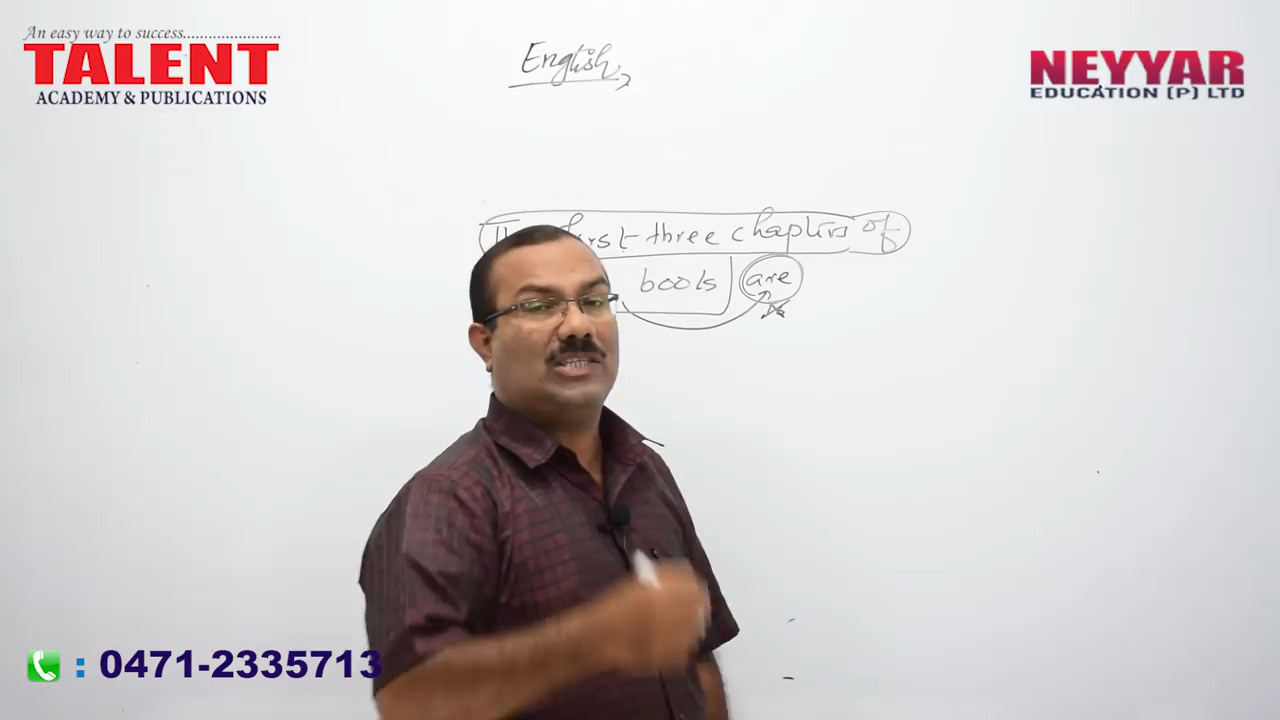 An easy way to success......................
TALENT
ACADEMY & PUBLICATIONS
English
NEYYAR
EDUCATION (P) LTD
first three chapters of
books are
: 0471-2335713